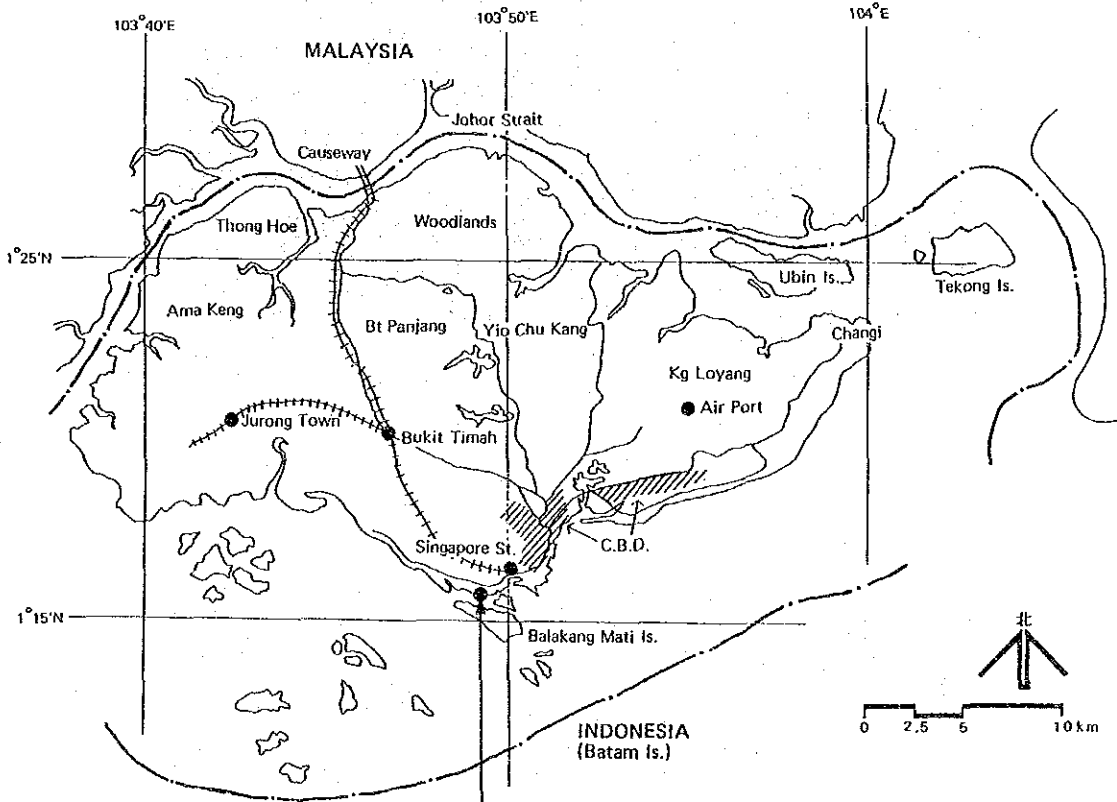 103°40'E
103°50'E
104°E
MALAYSIA
Johor Strait
Causeway
Thong Hoe
Woodlands
1°25'N
Ubin Is.
Tekong Is.
Ama Keng
Bt Panjang
Yio Chu Kang
Changi
Kg Loyang
Air Port
Jurong Town
Bukit Timah
C.B.D.
Singapore St.
1°15'N
Balakang Mati Is.
北
INDONESIA
(Batam Is.)
0 2.5 5 10 km